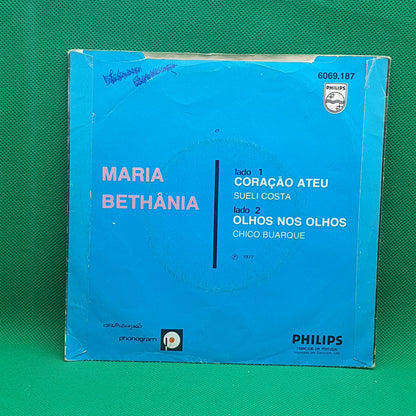 6069.187
PHILIPS
MARIA
BETHÂNIA
lado 1
CORAÇÃO ATEU
SUELI COSTA
lado 2
OLHOS NOS OLHOS
CHICO BUARQUE
℗ 1977
phonogram
PHILIPS